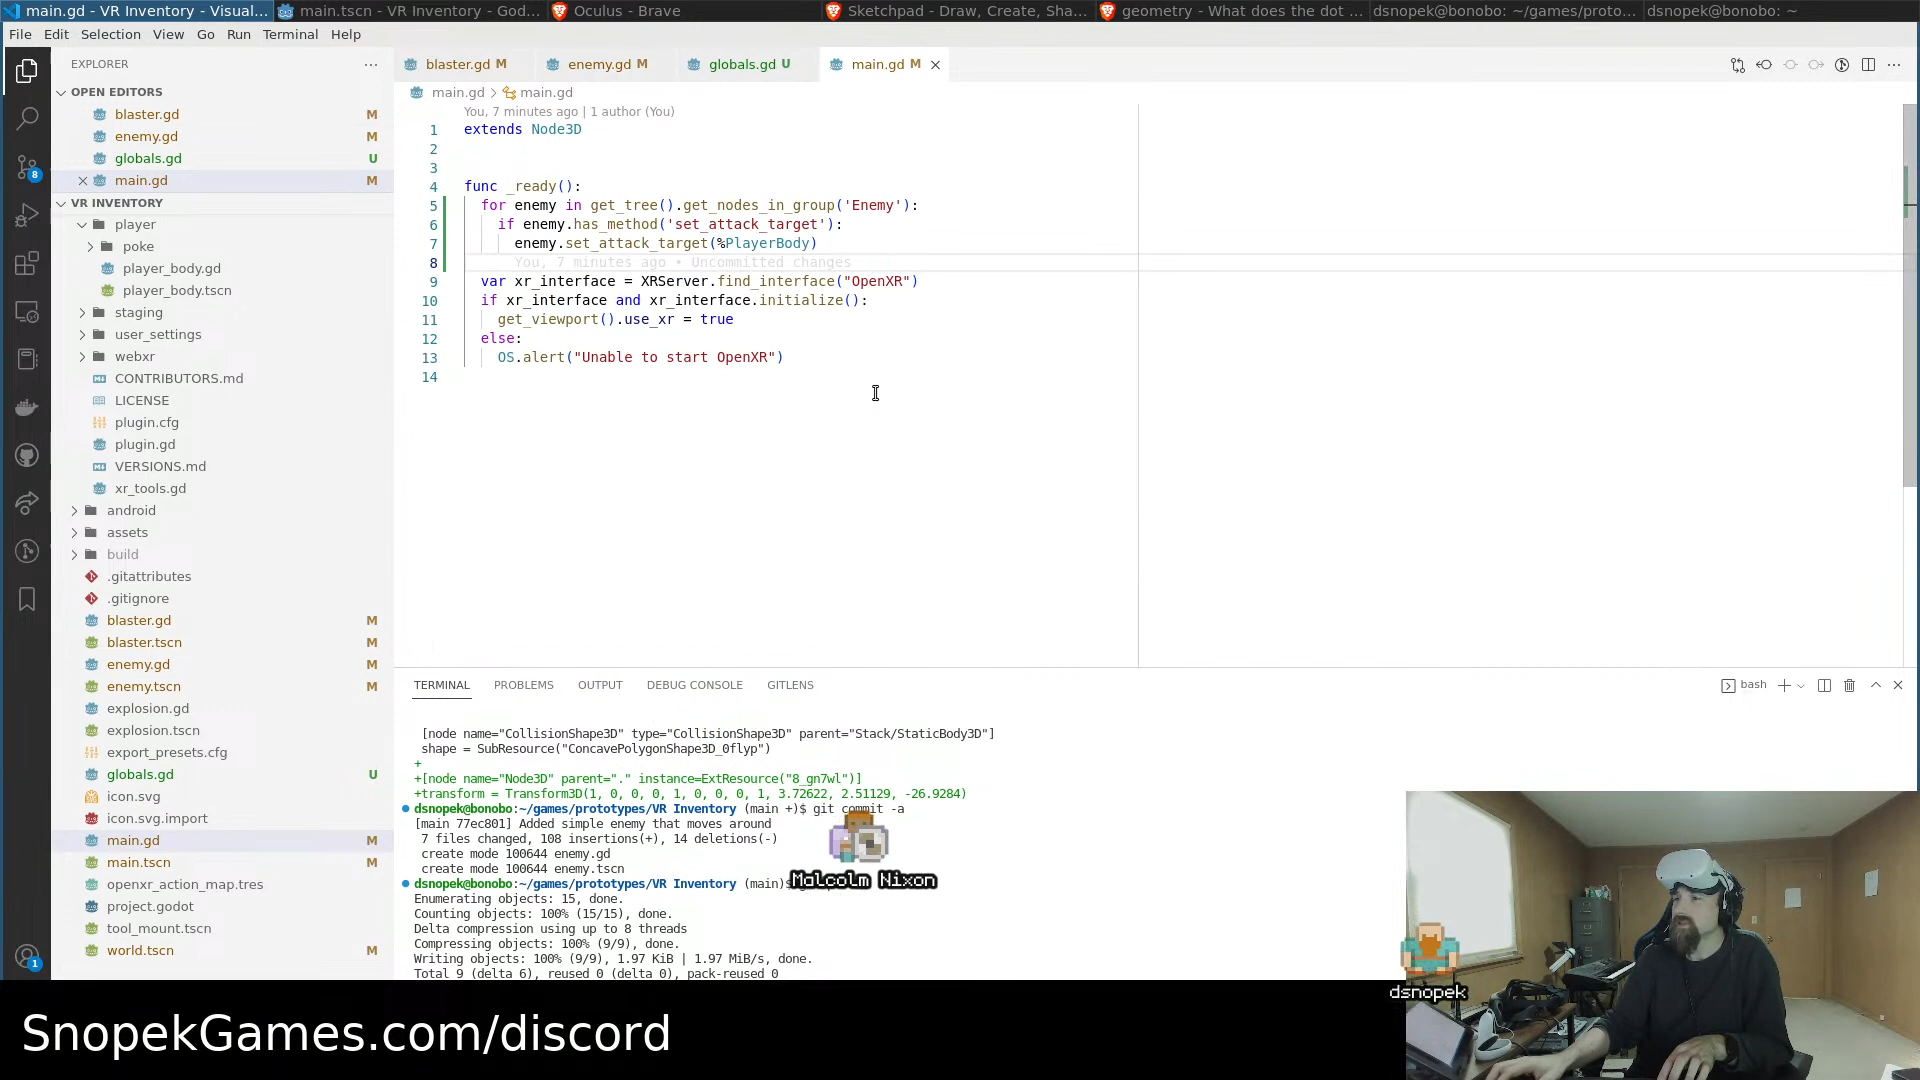 main.gd - VR Inventory - Visual...
main.tscn - VR Inventory - God...
Oculus - Brave
Sketchpad - Draw, Create, Sha...
geometry - What does the dot ...
dsnopek@bonobo: ~/games/proto...
dsnopek@bonobo: ~
File Edit Selection View Go Run Terminal Help
EXPLORER
OPEN EDITORS
blaster.gd M
enemy.gd M
globals.gd U
main.gd M
VR INVENTORY
player
poke
player_body.gd
player_body.tscn
staging
user_settings
webxr
CONTRIBUTORS.md
LICENSE
plugin.cfg
plugin.gd
VERSIONS.md
xr_tools.gd
android
assets
build
.gitattributes
.gitignore
blaster.gd M
blaster.tscn M
enemy.gd M
enemy.tscn M
explosion.gd
explosion.tscn
export_presets.cfg
globals.gd U
icon.svg
icon.svg.import
main.gd M
main.tscn M
openxr_action_map.tres
project.godot
tool_mount.tscn
world.tscn M
8
1
blaster.gd M
enemy.gd M
globals.gd U
main.gd M
main.gd > main.gd
You, 7 minutes ago | 1 author (You)
1 extends Node3D
2
3
4 func _ready():
5 for enemy in get_tree().get_nodes_in_group('Enemy'):
6 if enemy.has_method('set_attack_target'):
7 enemy.set_attack_target(%PlayerBody)
8 You, 7 minutes ago • Uncommitted changes
9 var xr_interface = XRServer.find_interface("OpenXR")
10 if xr_interface and xr_interface.initialize():
11 get_viewport().use_xr = true
12 else:
13 OS.alert("Unable to start OpenXR")
14
TERMINAL PROBLEMS OUTPUT DEBUG CONSOLE GITLENS
bash
[node name="CollisionShape3D" type="CollisionShape3D" parent="Stack/StaticBody3D"]
shape = SubResource("ConcavePolygonShape3D_0flyp")
+
+[node name="Node3D" parent="." instance=ExtResource("8_gn7wl")]
+transform = Transform3D(1, 0, 0, 0, 1, 0, 0, 0, 1, 3.72622, 2.51129, -26.9284)
dsnopek@bonobo:~/games/prototypes/VR Inventory (main +)$ git commit -a
[main 77ec801] Added simple enemy that moves around
7 files changed, 108 insertions(+), 14 deletions(-)
create mode 100644 enemy.gd
create mode 100644 enemy.tscn
dsnopek@bonobo:~/games/prototypes/VR Inventory (main)$
Enumerating objects: 15, done.
Counting objects: 100% (15/15), done.
Delta compression using up to 8 threads
Compressing objects: 100% (9/9), done.
Writing objects: 100% (9/9), 1.97 KiB | 1.97 MiB/s, done.
Total 9 (delta 6), reused 0 (delta 0), pack-reused 0
Malcolm Nixon
dsnopek
SnopekGames.com/discord